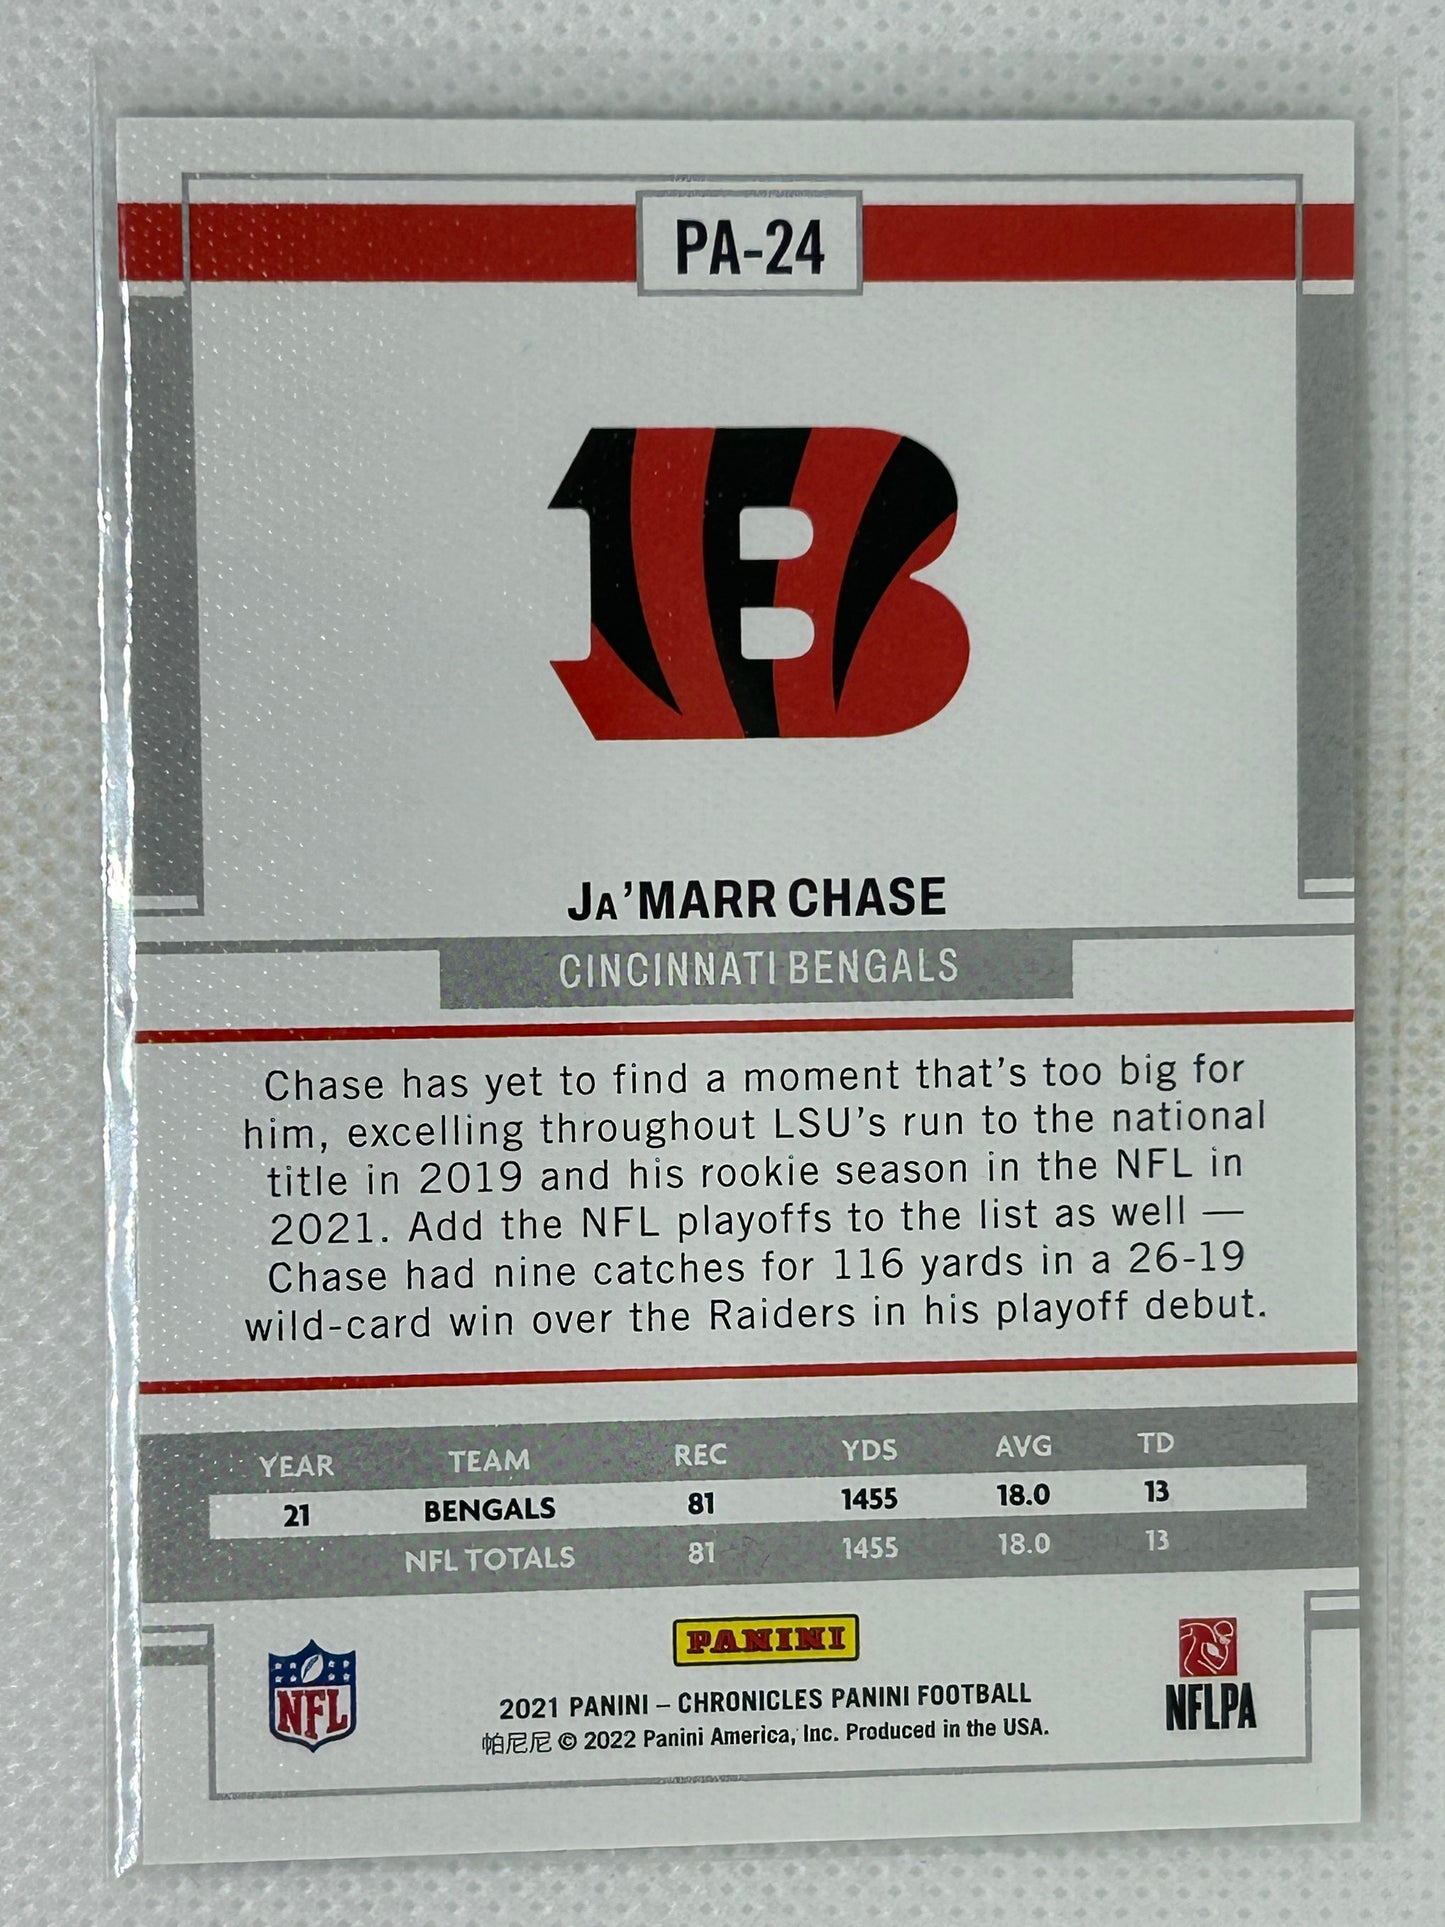 PA-24
B
JA'MARR CHASE
CINCINNATI BENGALS
Chase has yet to find a moment that's too big for
him, excelling throughout LSU's run to the national
title in 2019 and his rookie season in the NFL in
2021. Add the NFL playoffs to the list as well —
Chase had nine catches for 116 yards in a 26-19
wild-card win over the Raiders in his playoff debut.
YEAR TEAM REC YDS AVG TD
21 BENGALS 81 1455 18.0 13
NFL TOTALS 81 1455 18.0 13
PANINI
NFL
NFLPA
2021 PANINI – CHRONICLES PANINI FOOTBALL
帕尼尼 © 2022 Panini America, Inc. Produced in the USA.